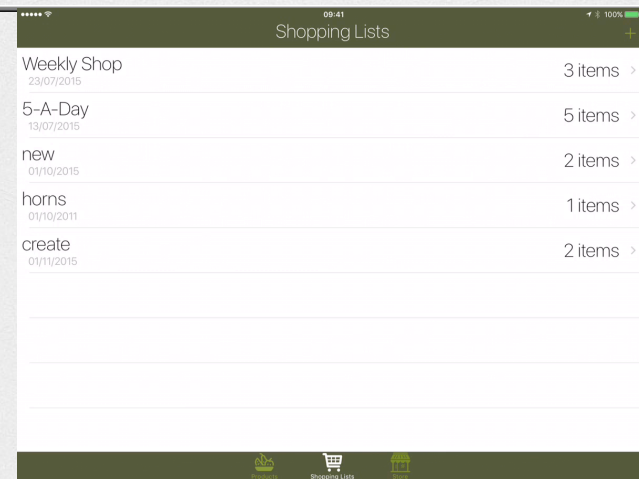 09:41
100%
Shopping Lists
+
Weekly Shop
23/07/2015
3 items
5-A-Day
13/07/2015
5 items
new
01/10/2015
2 items
horns
01/10/2011
1 items
create
01/11/2015
2 items
Products
Shopping Lists
Store